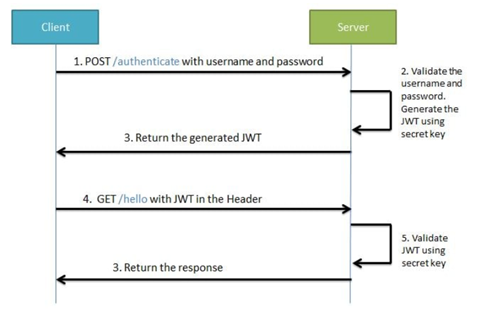 Client
Server
1. POST /authenticate with username and password
2. Validate the
username and
password.
Generate the
JWT using
secret key
3. Return the generated JWT
4.  GET /hello with JWT in the Header
5. Validate
JWT using
secret key
3. Return the response